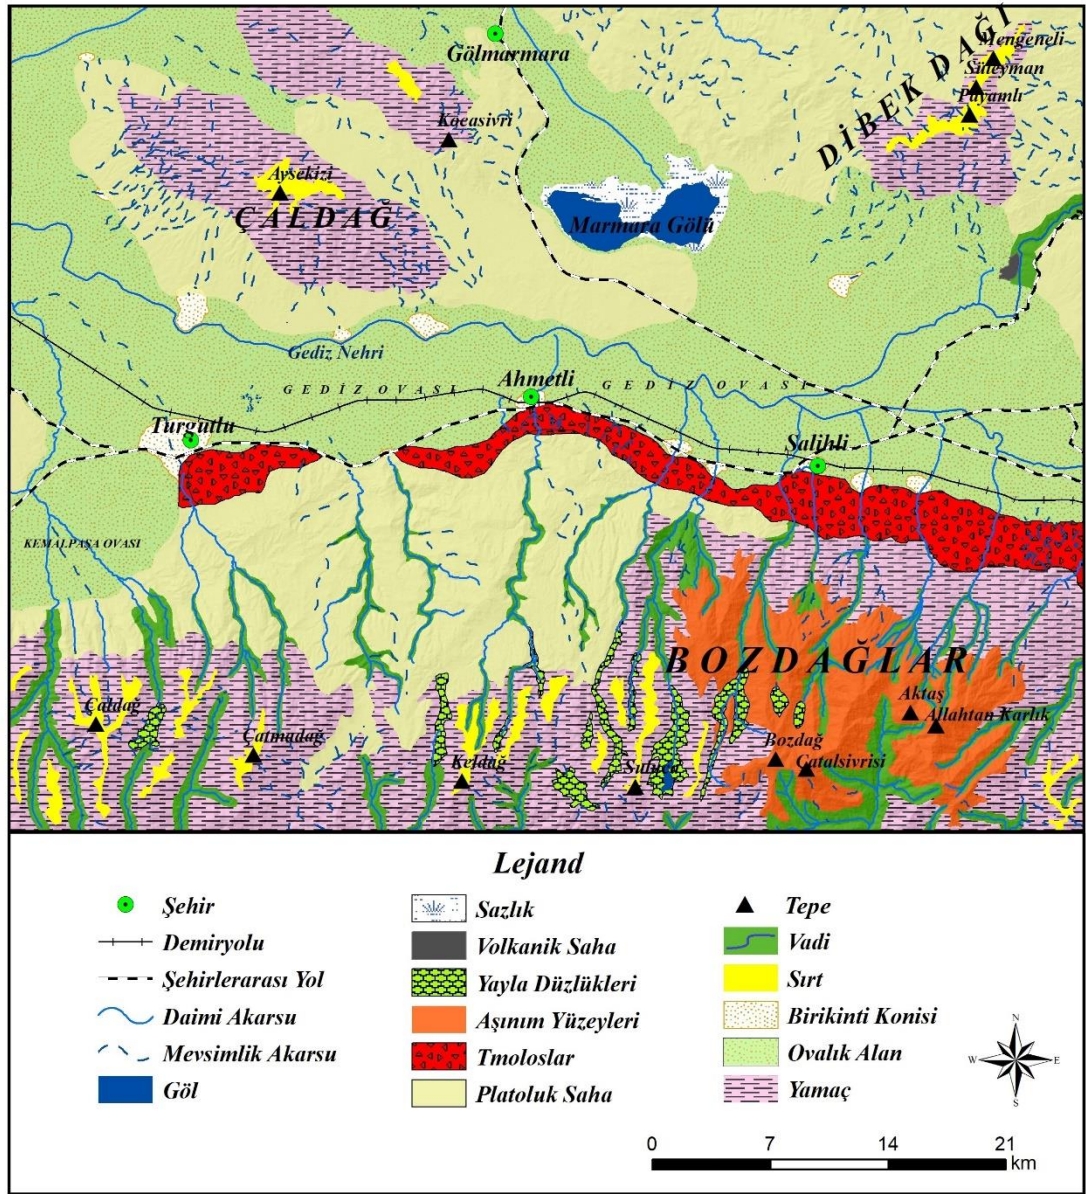 Gölmarmara
DİBEK DAĞI
Mengeneli
Süleyman
Payamlı
Kocasivri
Aysekizi
ÇALDAĞ
Marmara Gölü
Gediz Nehri
GEDİZ OVASI
Ahmetli
GEDİZ OVASI
Turgutlu
Salihli
KEMALPAŞA OVASI
BOZDAĞLAR
Çaldağ
Çatmadağ
Keldağ
Bozdağ
Çatalsivrisi
Aktaş
Allahtan Karlık
Lejand
Şehir
Demiryolu
Şehirlerarası Yol
Daimi Akarsu
Mevsimlik Akarsu
Göl
Sazlık
Volkanik Saha
Yayla Düzlükleri
Aşınım Yüzeyleri
Tmoloslar
Platoluk Saha
Tepe
Vadi
Sırt
Birikinti Konisi
Ovalık Alan
Yamaç
N
W
E
S
0 7 14 21
km